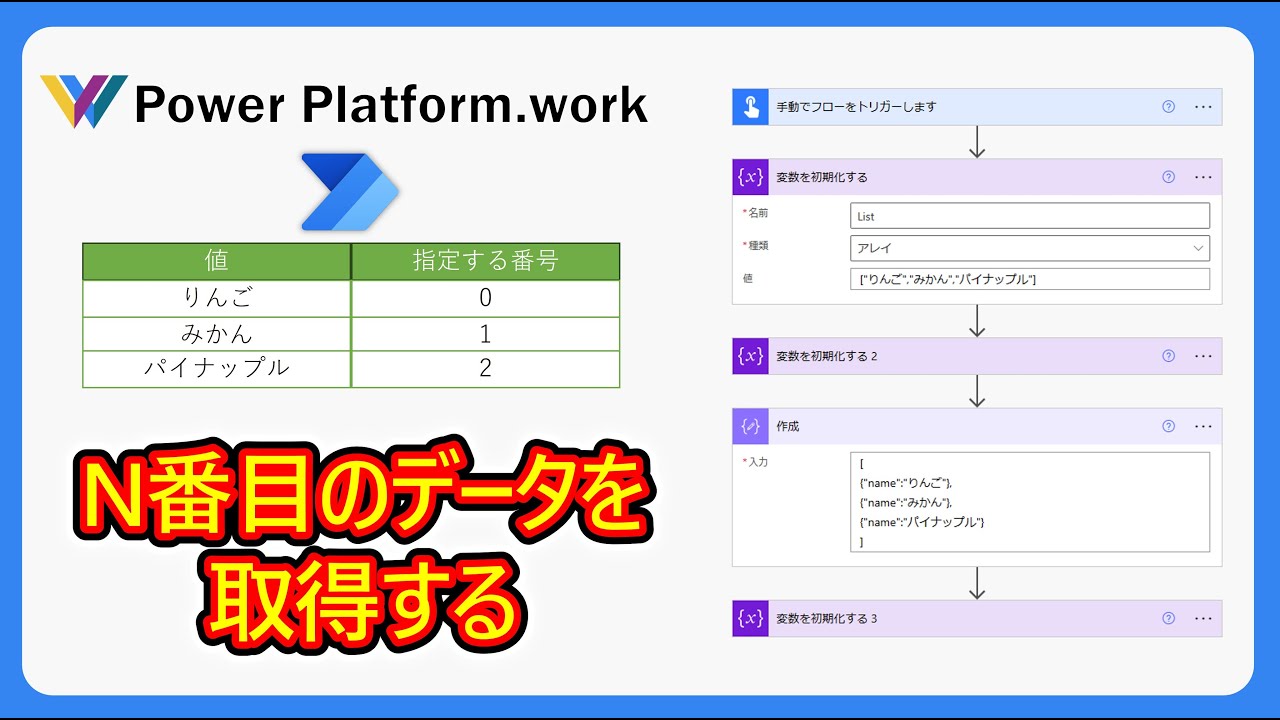 Power Platform.work
値 指定する番号
りんご 0
みかん 1
パイナップル 2
N番目のデータを
取得する
手動でフローをトリガーします
{x} 変数を初期化する
*名前 List
*種類 アレイ
値 ["りんご","みかん","パイナップル"]
{x} 変数を初期化する 2
作成
*入力 [
{"name":"りんご"},
{"name":"みかん"},
{"name":"パイナップル"}
]
{x} 変数を初期化する 3